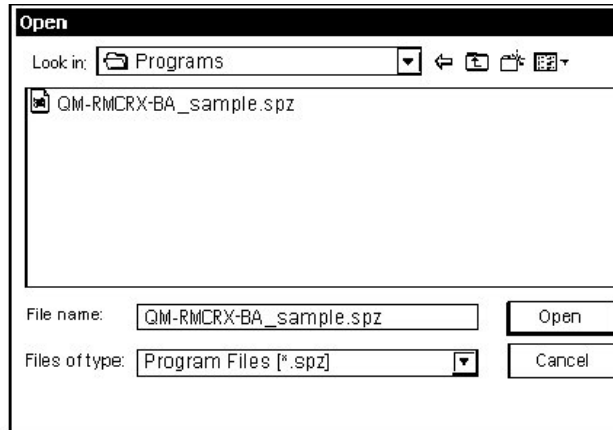 Open
Look in: Programs
QM-RMCRX-BA_sample.spz
File name: QM-RMCRX-BA_sample.spz Open
Files of type: Program Files [*.spz] Cancel